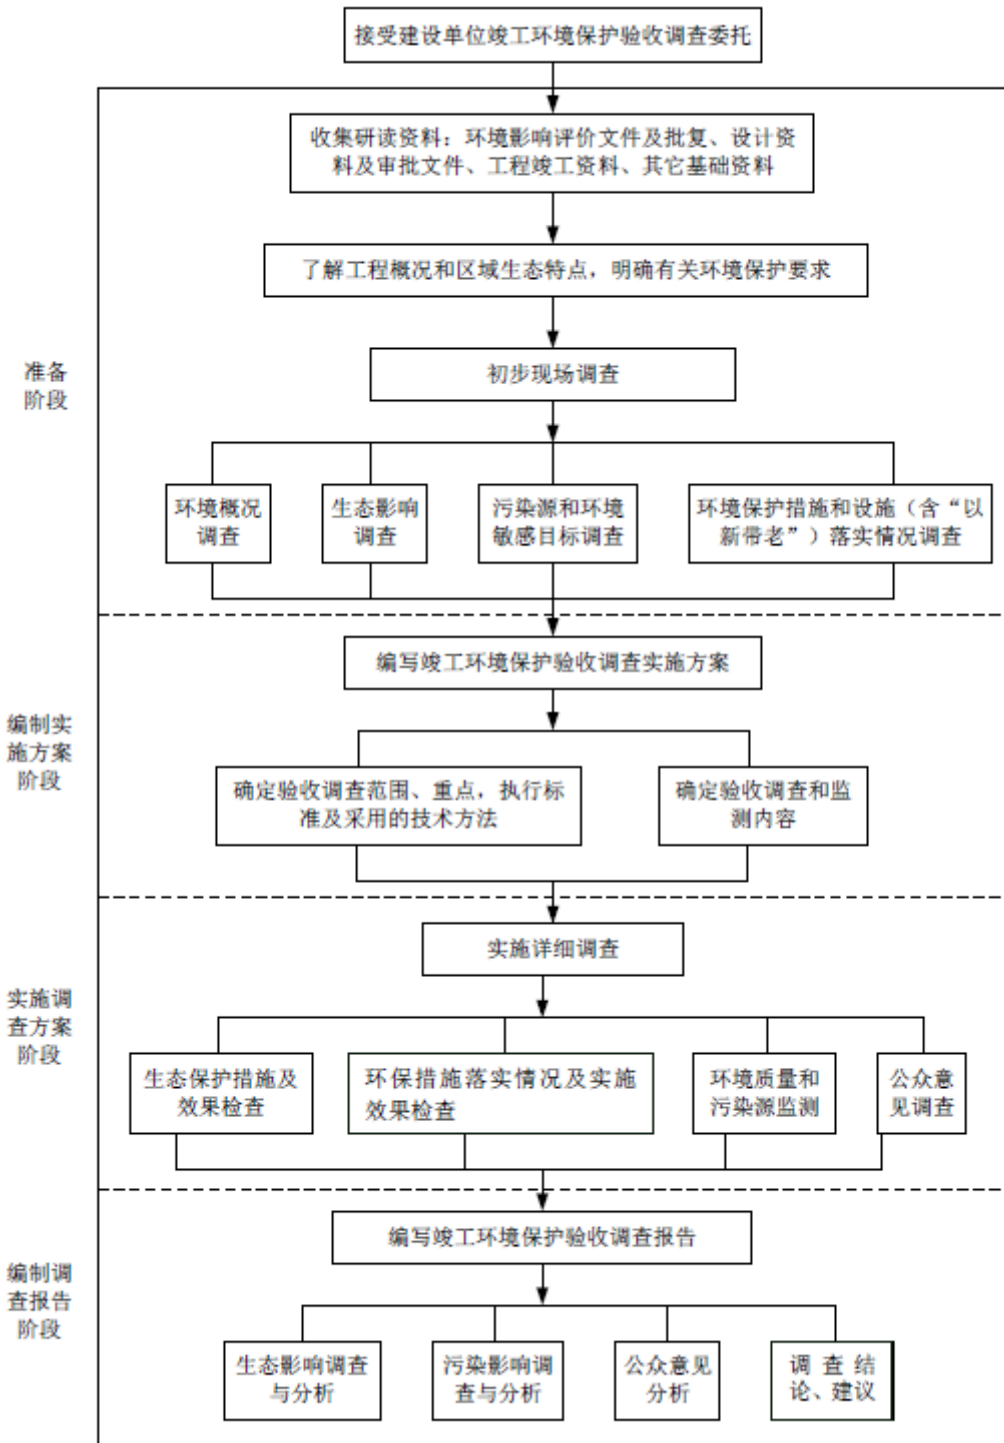 接受建设单位竣工环境保护验收调查委托
收集研读资料：环境影响评价文件及批复、设计资
料及审批文件、工程竣工资料、其它基础资料
了解工程概况和区域生态特点，明确有关环境保护要求
准备
阶段
初步现场调查
环境概况
调查
生态影响
调查
污染源和环境
敏感目标调查
环境保护措施和设施（含“以
新带老”）落实情况调查
编制实
施方案
阶段
编写竣工环境保护验收调查实施方案
确定验收调查范围、重点，执行标
准及采用的技术方法
确定验收调查和监
测内容
实施调
查方案
阶段
实施详细调查
生态保护措施及
效果检查
环保措施落实情况及实施
效果检查
环境质量和
污染源监测
公众意
见调查
编制调
查报告
阶段
编写竣工环境保护验收调查报告
生态影响调查
与分析
污染影响调
查与分析
公众意见
分析
调查结
论、建议